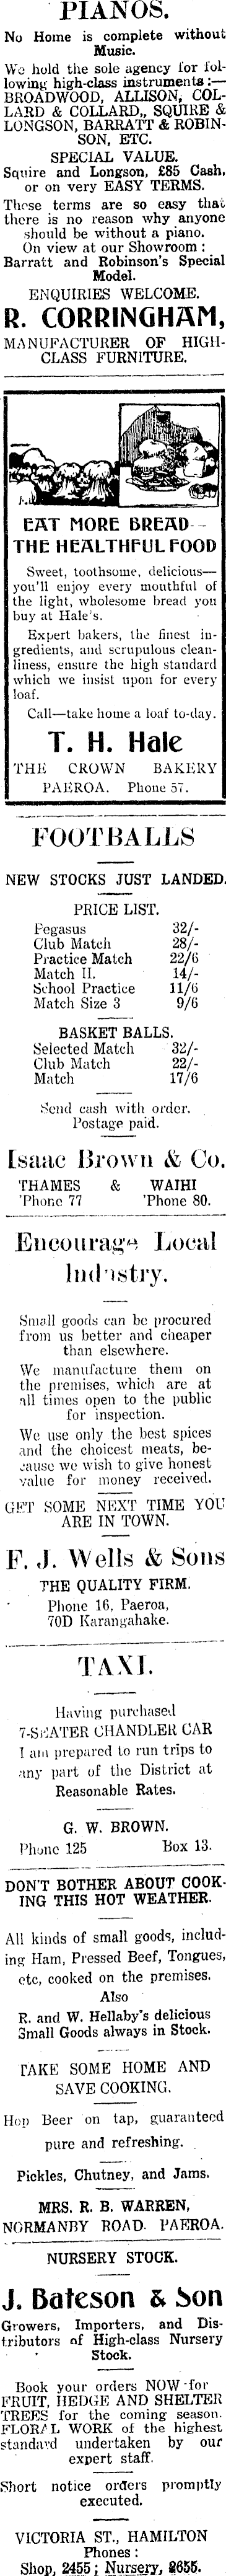 PIANOS.
No Home is complete without
Music.
We hold the sole agency for fol-
lowing high-class instruments :—
BROADWOOD, ALLISON, COL-
LARD & COLLARD,, SQUIRE &
LONGSON, BARRATT & ROBIN-
SON, ETC.
SPECIAL VALUE.
Squire and Longson, £85 Cash,
or on very EASY TERMS.
These terms are so easy that
there is no reason why anyone
should be without a piano.
On view at our Showroom :
Barratt and Robinson's Special
Model.
ENQUIRIES WELCOME.
R. CORRINGHAM,
MANUFACTURER OF HIGH-
CLASS FURNITURE.
EAT MORE BREAD—
THE HEALTHFUL FOOD
Sweet, toothsome, delicious—
you'll enjoy every mouthful of
the light, wholesome bread you
buy at Hale's.
Expert bakers, the finest in-
gredients, and scrupulous clean-
liness, ensure the high standard
which we insist upon for every
loaf.
Call—take home a loaf to-day.
T. H. Hale
THE CROWN BAKERY
PAEROA. Phone 57.
FOOTBALLS
NEW STOCKS JUST LANDED.
PRICE LIST.
Pegasus 32/-
Club Match 28/-
Practice Match 22/6
Match II. 14/-
School Practice 11/6
Match Size 3 9/6
BASKET BALLS.
Selected Match 32/-
Club Match 22/-
Match 17/6
Send cash with order.
Postage paid.
Isaac Brown & Co.
THAMES & WAIHI
'Phone 77 'Phone 80.
Encourage Local
Industry.
Small goods can be procured
from us better and cheaper
than elsewhere.
We manufacture them on
the premises, which are at
all times open to the public
for inspection.
We use only the best spices
and the choicest meats, be-
cause we wish to give honest
value for money received.
GET SOME NEXT TIME YOU
ARE IN TOWN.
F. J. Wells & Sons
THE QUALITY FIRM.
Phone 16, Paeroa,
70D Karangahake.
TAXI.
Having purchased
7-SEATER CHANDLER CAR
I am prepared to run trips to
any part of the District at
Reasonable Rates.
G. W. BROWN.
Phone 125 Box 13.
DON'T BOTHER ABOUT COOK-
ING THIS HOT WEATHER.
All kinds of small goods, includ-
ing Ham, Pressed Beef, Tongues,
etc, cooked on the premises.
Also
R. and W. Hellaby's delicious
Small Goods always in Stock.
TAKE SOME HOME AND
SAVE COOKING.
Hop Beer on tap, guaranteed
pure and refreshing.
Pickles, Chutney, and Jams.
MRS. R. B. WARREN,
NORMANBY ROAD. PAEROA.
NURSERY STOCK.
J. Bateson & Son
Growers, Importers, and Dis-
tributors of High-class Nursery
Stock.
Book your orders NOW for
FRUIT, HEDGE AND SHELTER
TREES for the coming season.
FLORAL WORK of the highest
standard undertaken by our
expert staff.
Short notice orders promptly
executed.
VICTORIA ST., HAMILTON
Phones :
Shop, 2455 ; Nursery, 2655.